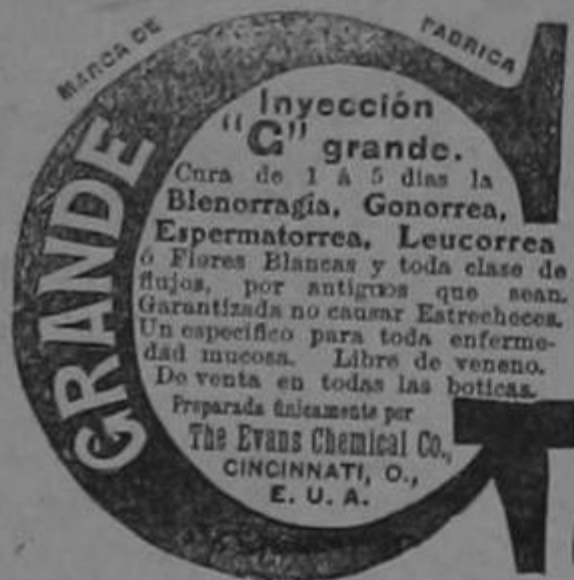 MARCA DE FABRICA
GRANDE
Inyección
"G" grande.
Cura de 1 á 5 dias la
Blenorragia, Gonorrea,
Espermatorrea, Leucorrea
ó Flores Blancas y toda clase de
flujos, por antiguos que sean.
Garantizada no causar Estrecheces.
Un especifico para toda enferme-
dad mucosa. Libre de veneno.
De venta en todas las boticas.
Preparada únicamente por
The Evans Chemical Co.,
CINCINNATI, O.,
E. U. A.